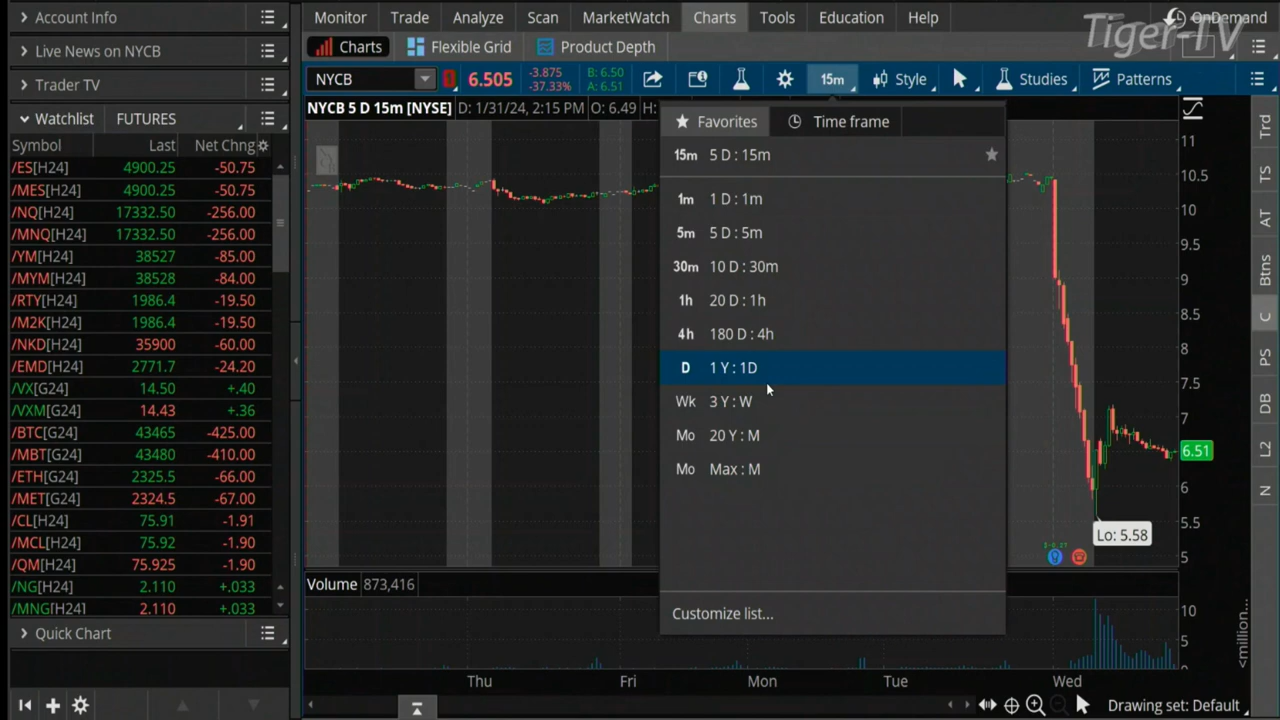 Account Info
Live News on NYCB
Trader TV
Watchlist FUTURES
Symbol Last Net Chng
/ES[H24] 4900.25 -50.75
/MES[H24] 4900.25 -50.75
/NQ[H24] 17332.50 -256.00
/MNQ[H24] 17332.50 -256.00
/YM[H24] 38527 -85.00
/MYM[H24] 38528 -84.00
/RTY[H24] 1986.4 -19.50
/M2K[H24] 1986.4 -19.50
/NKD[H24] 35900 -60.00
/EMD[H24] 2771.7 -24.20
/VX[G24] 14.50 +.40
/VXM[G24] 14.43 +.36
/BTC[G24] 43465 -425.00
/MBT[G24] 43480 -410.00
/ETH[G24] 2325.5 -66.00
/MET[G24] 2324.5 -67.00
/CL[H24] 75.91 -1.91
/MCL[H24] 75.92 -1.90
/QM[H24] 75.925 -1.90
/NG[H24] 2.110 +.033
/MNG[H24] 2.110 +.033
Quick Chart
Monitor Trade Analyze Scan MarketWatch Charts Tools Education Help
OnDemand
Tiger-TV
Charts Flexible Grid Product Depth
NYCB 6.505 -3.875 B: 6.50
-37.33% A: 6.51
15m Style Studies Patterns
NYCB 5 D 15m [NYSE] D: 1/31/24, 2:15 PM O: 6.49 H:
Favorites Time frame
15m 5 D : 15m
1m 1 D : 1m
5m 5 D : 5m
30m 10 D : 30m
1h 20 D : 1h
4h 180 D : 4h
D 1 Y : 1D
Wk 3 Y : W
Mo 20 Y : M
Mo Max : M
Customize list...
11
10.5
10
9.5
9
8.5
8
7.5
7
6.51
6
5.5
5
Lo: 5.58
Volume 873,416
10
5
<millions...
Thu Fri Mon Tue Wed
Drawing set: Default
Trd
TS
AT
Btns
C
PS
DB
L2
N